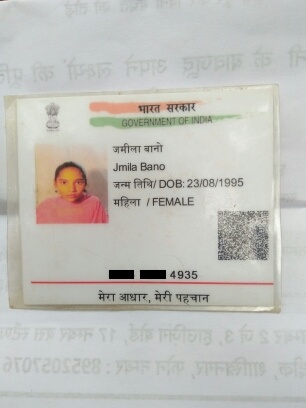 भारत सरकार
GOVERNMENT OF INDIA
जमीला बानो
Jmila Bano
जन्म तिथि/ DOB: 23/08/1995
महिला / FEMALE
4935
मेरा आधार, मेरी पहचान